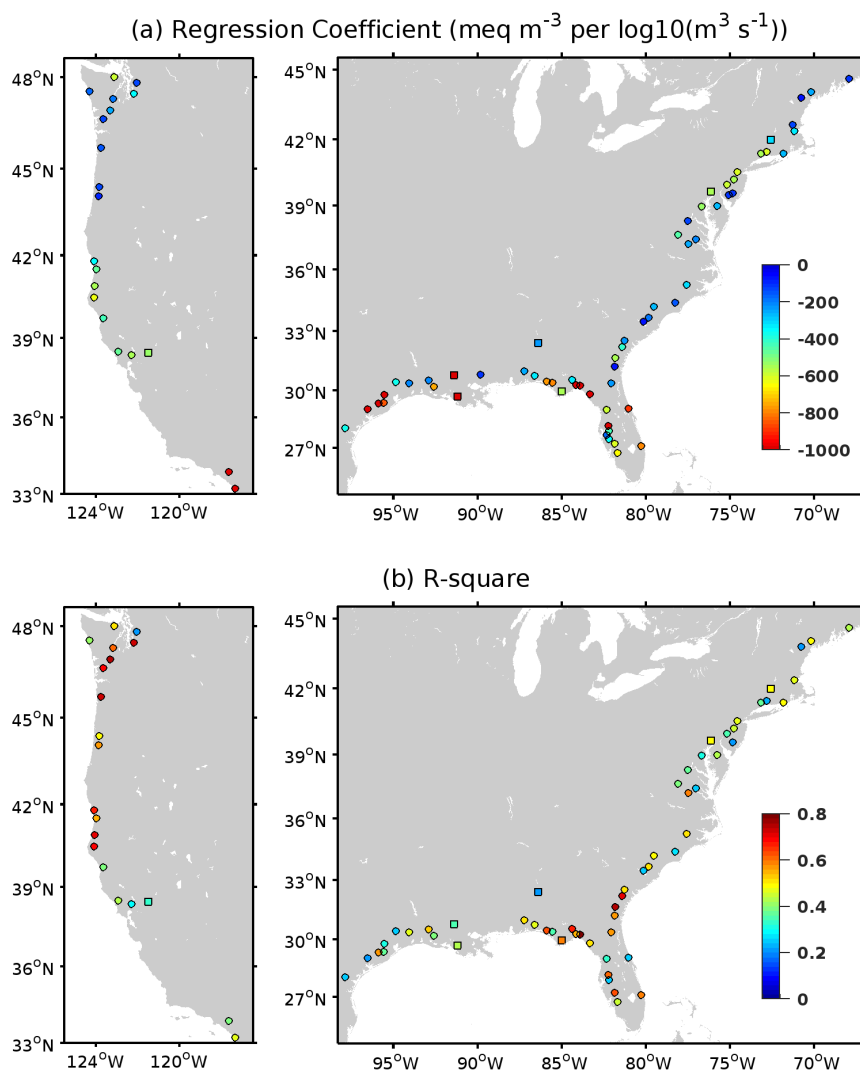 (a) Regression Coefficient (meq m⁻³ per log10(m³ s⁻¹))
48°N
45°N
42°N
39°N
36°N
33°N
124°W 120°W
45°N
42°N
39°N
36°N
33°N
30°N
27°N
95°W 90°W 85°W 80°W 75°W 70°W
0
-200
-400
-600
-800
-1000
(b) R-square
48°N
45°N
42°N
39°N
36°N
33°N
124°W 120°W
45°N
42°N
39°N
36°N
33°N
30°N
27°N
95°W 90°W 85°W 80°W 75°W 70°W
0.8
0.6
0.4
0.2
0